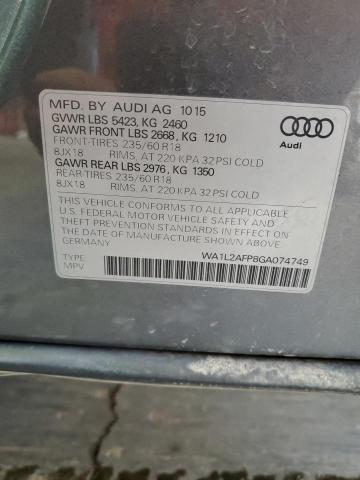 MFD. BY AUDI AG 10 15
GVWR LBS 5423, KG 2460
GAWR FRONT LBS 2668, KG 1210
FRONT-TIRES 235/60 R18
8JX18 RIMS, AT 220 KPA 32 PSI COLD
GAWR REAR LBS 2976, KG 1350
REAR-TIRES 235/60 R18
8JX18 RIMS, AT 220 KPA 32 PSI COLD
Audi
THIS VEHICLE CONFORMS TO ALL APPLICABLE
U.S. FEDERAL MOTOR VEHICLE SAFETY AND
THEFT PREVENTION STANDARDS IN EFFECT ON
THE DATE OF MANUFACTURE SHOWN ABOVE.
GERMANY
WA1L2AFP8GA074749
TYPE
MPV